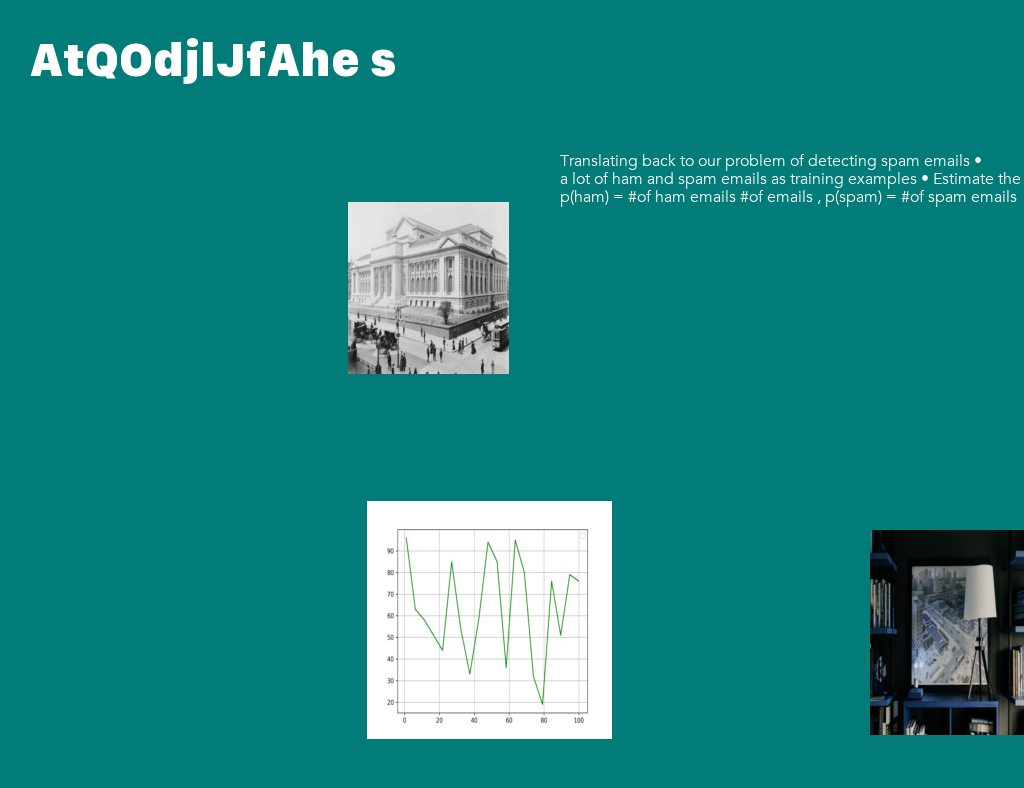 AtQOdjIJfAhe s
Translating back to our problem of detecting spam emails •
a lot of ham and spam emails as training examples • Estimate the
p(ham) = #of ham emails #of emails , p(spam) = #of spam emails
90
80
70
60
50
40
30
20
0 20 40 60 80 100